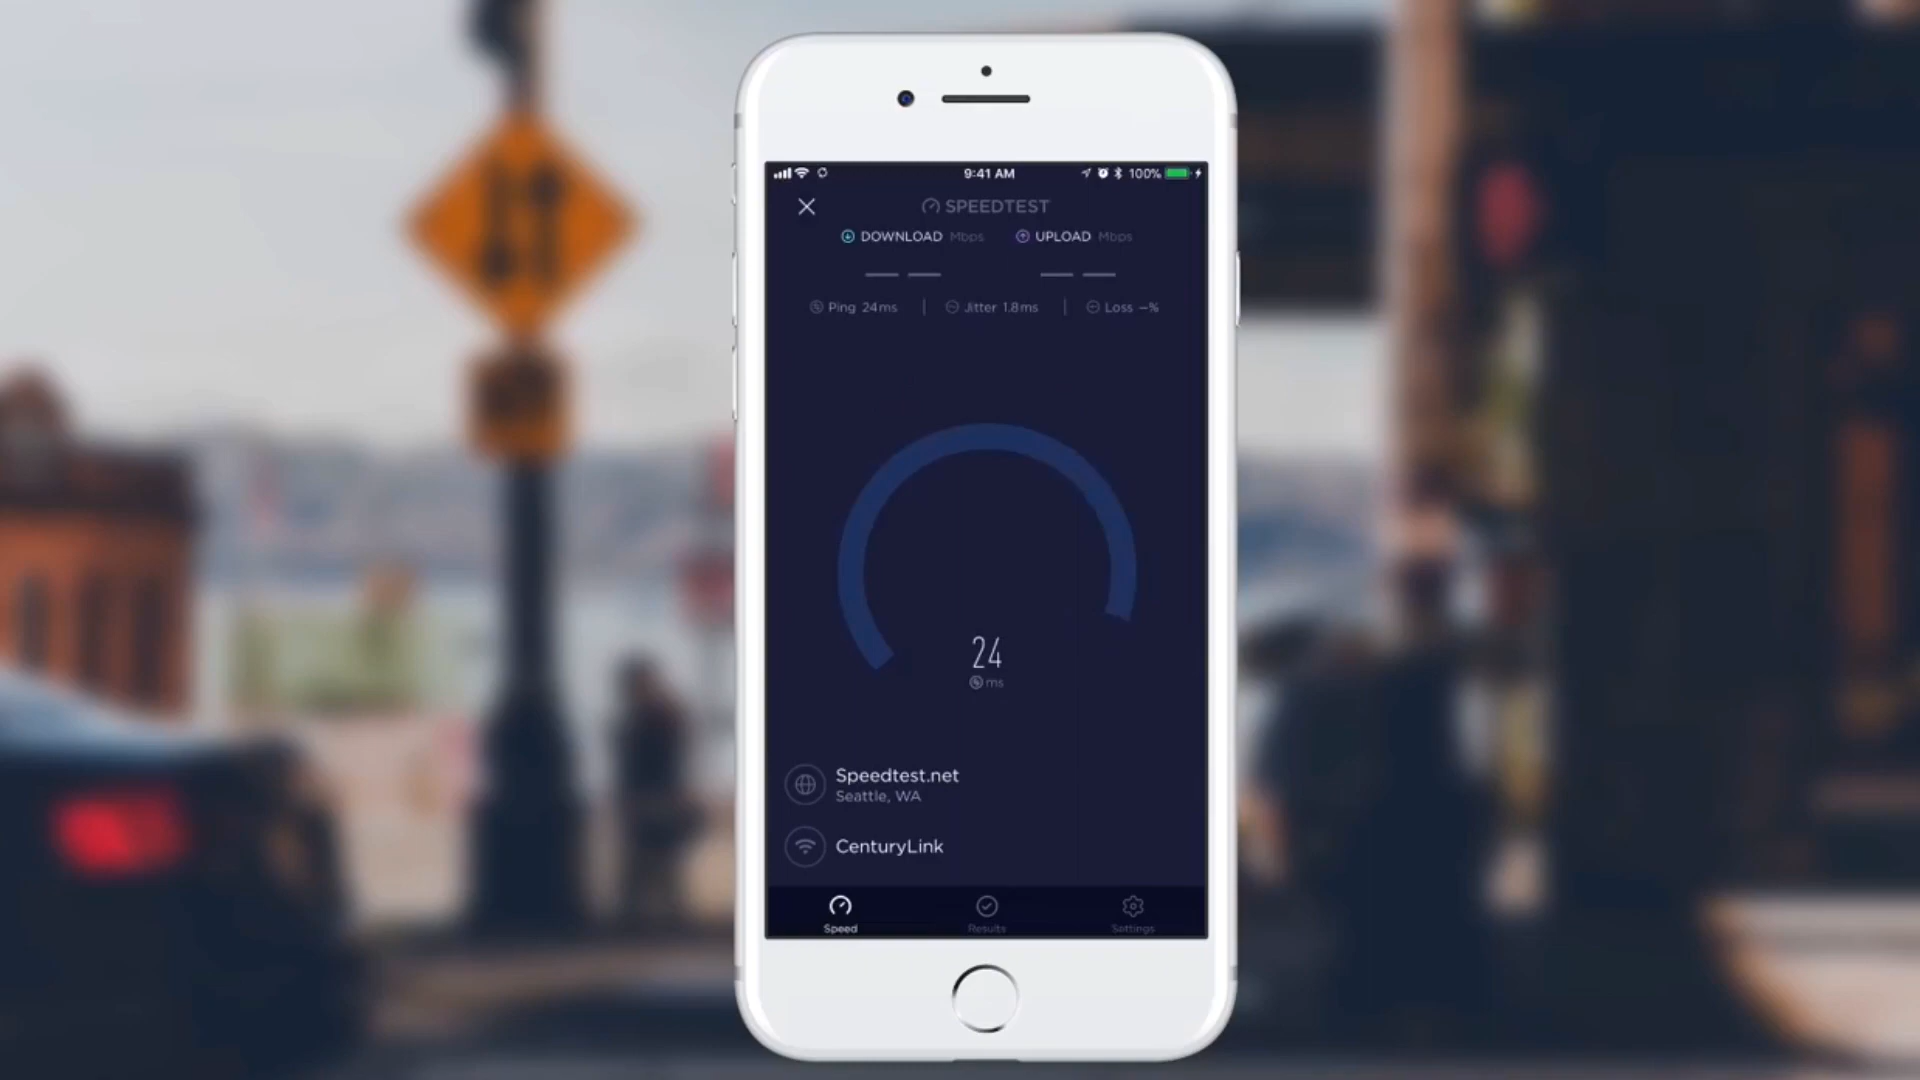 9:41 AM 100%
SPEEDTEST
DOWNLOAD Mbps UPLOAD Mbps
— — — —
Ping 24ms | Jitter 1.8ms | Loss –%
24
ms
Speedtest.net
Seattle, WA
CenturyLink
Speed Results Settings